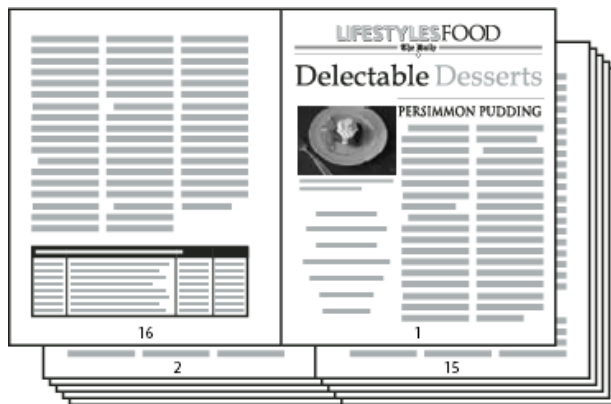 LIFESTYLESFOOD
The Daily
Delectable Desserts
PERSIMMON PUDDING
16
1
2
15